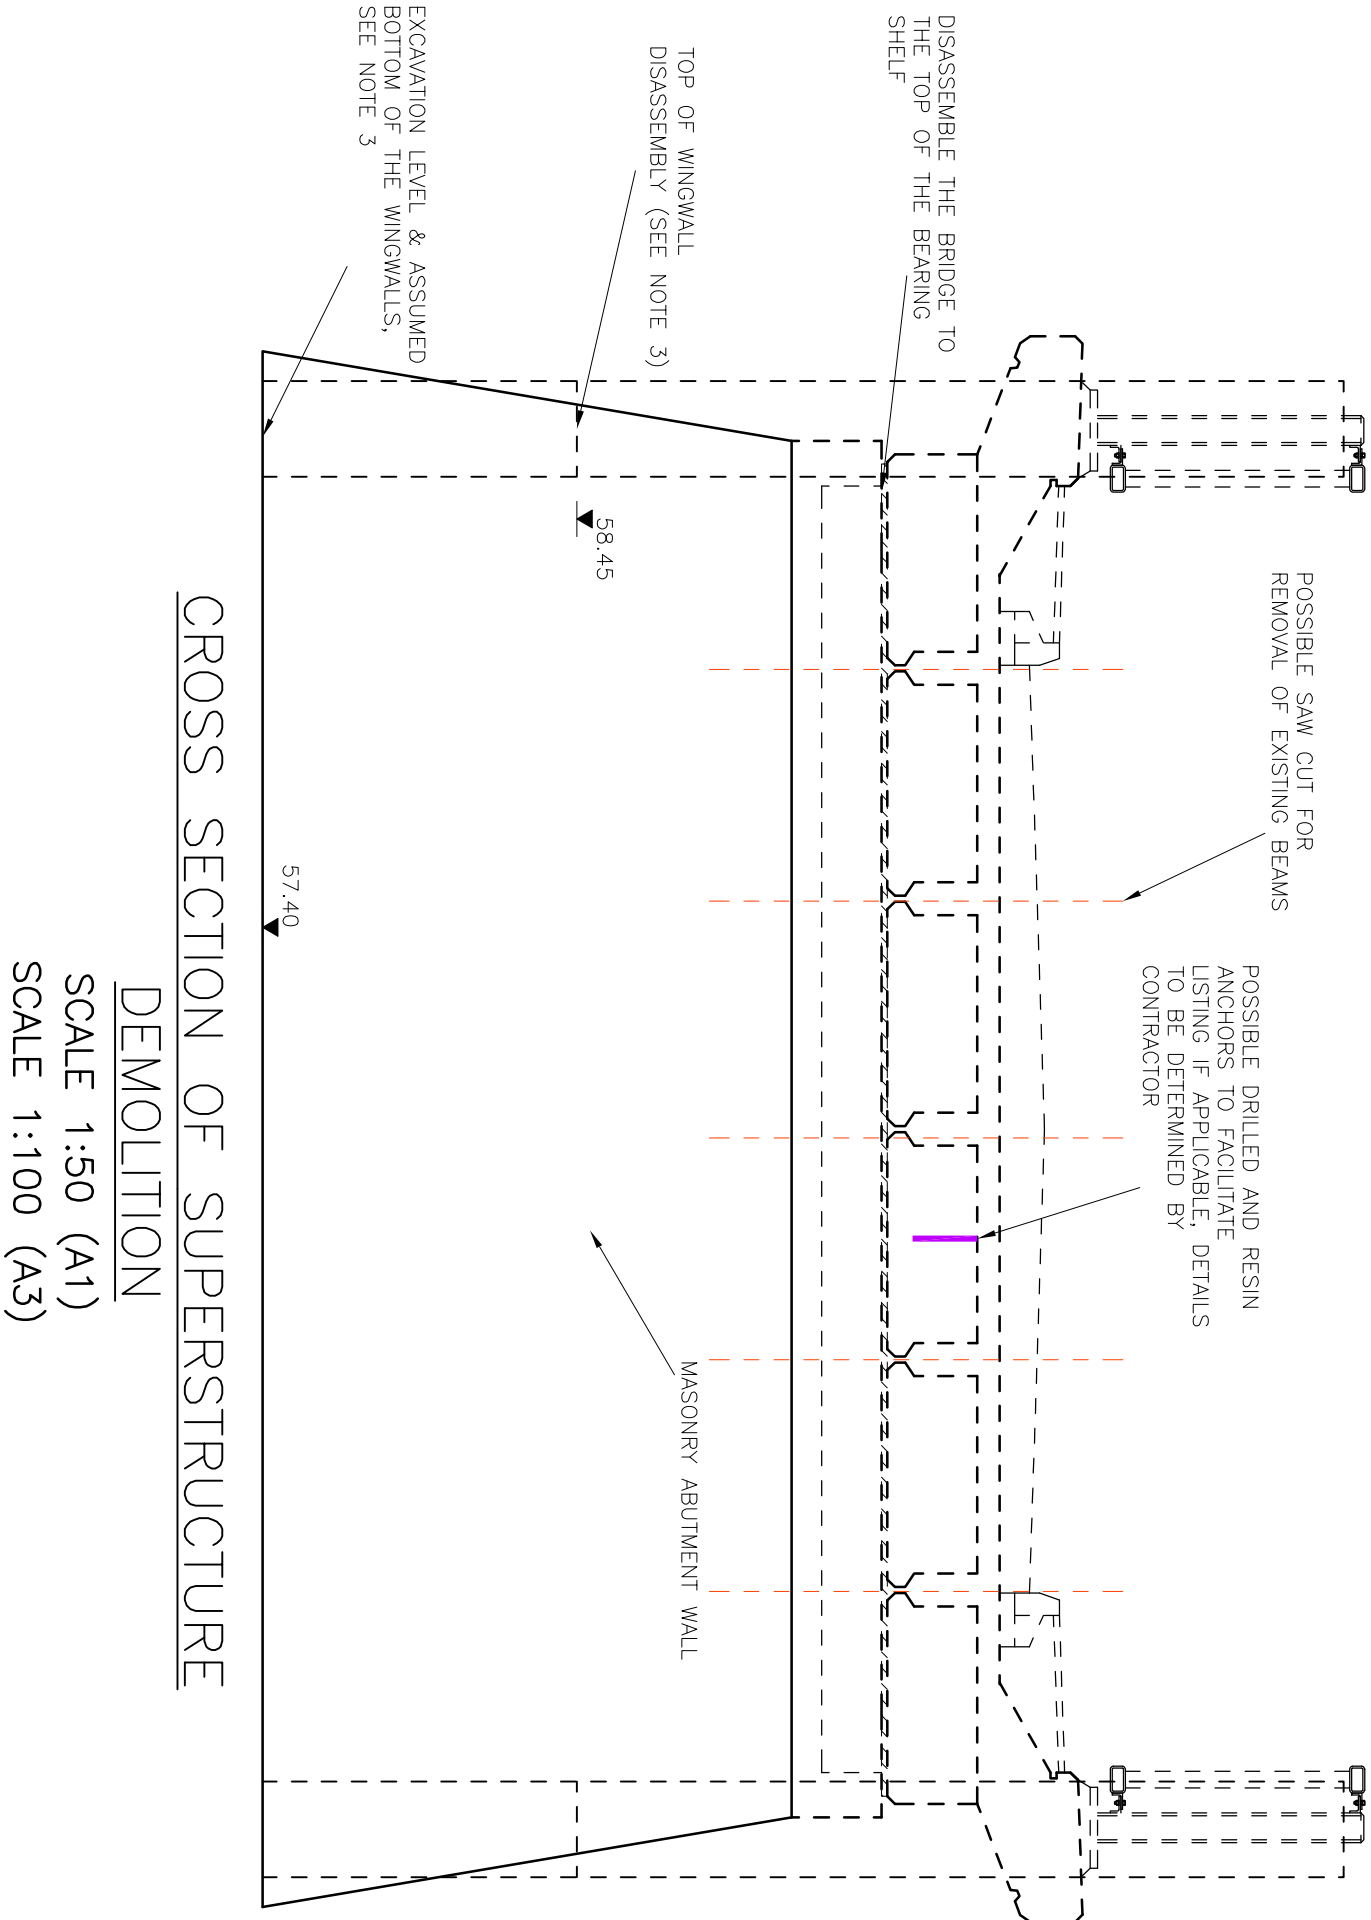 POSSIBLE SAW CUT FOR
REMOVAL OF EXISTING BEAMS
POSSIBLE DRILLED AND RESIN
ANCHORS TO FACILITATE
LISTING IF APPLICABLE, DETAILS
TO BE DETERMINED BY
CONTRACTOR
DISASSEMBLE THE BRIDGE TO
THE TOP OF THE BEARING
SHELF
TOP OF WINGWALL
DISASSEMBLY (SEE NOTE 3)
MASONRY ABUTMENT WALL
58.45
EXCAVATION LEVEL & ASSUMED
BOTTOM OF THE WINGWALLS,
SEE NOTE 3
57.40
CROSS SECTION OF SUPERSTRUCTURE
DEMOLITION
SCALE 1:50 (A1)
SCALE 1:100 (A3)